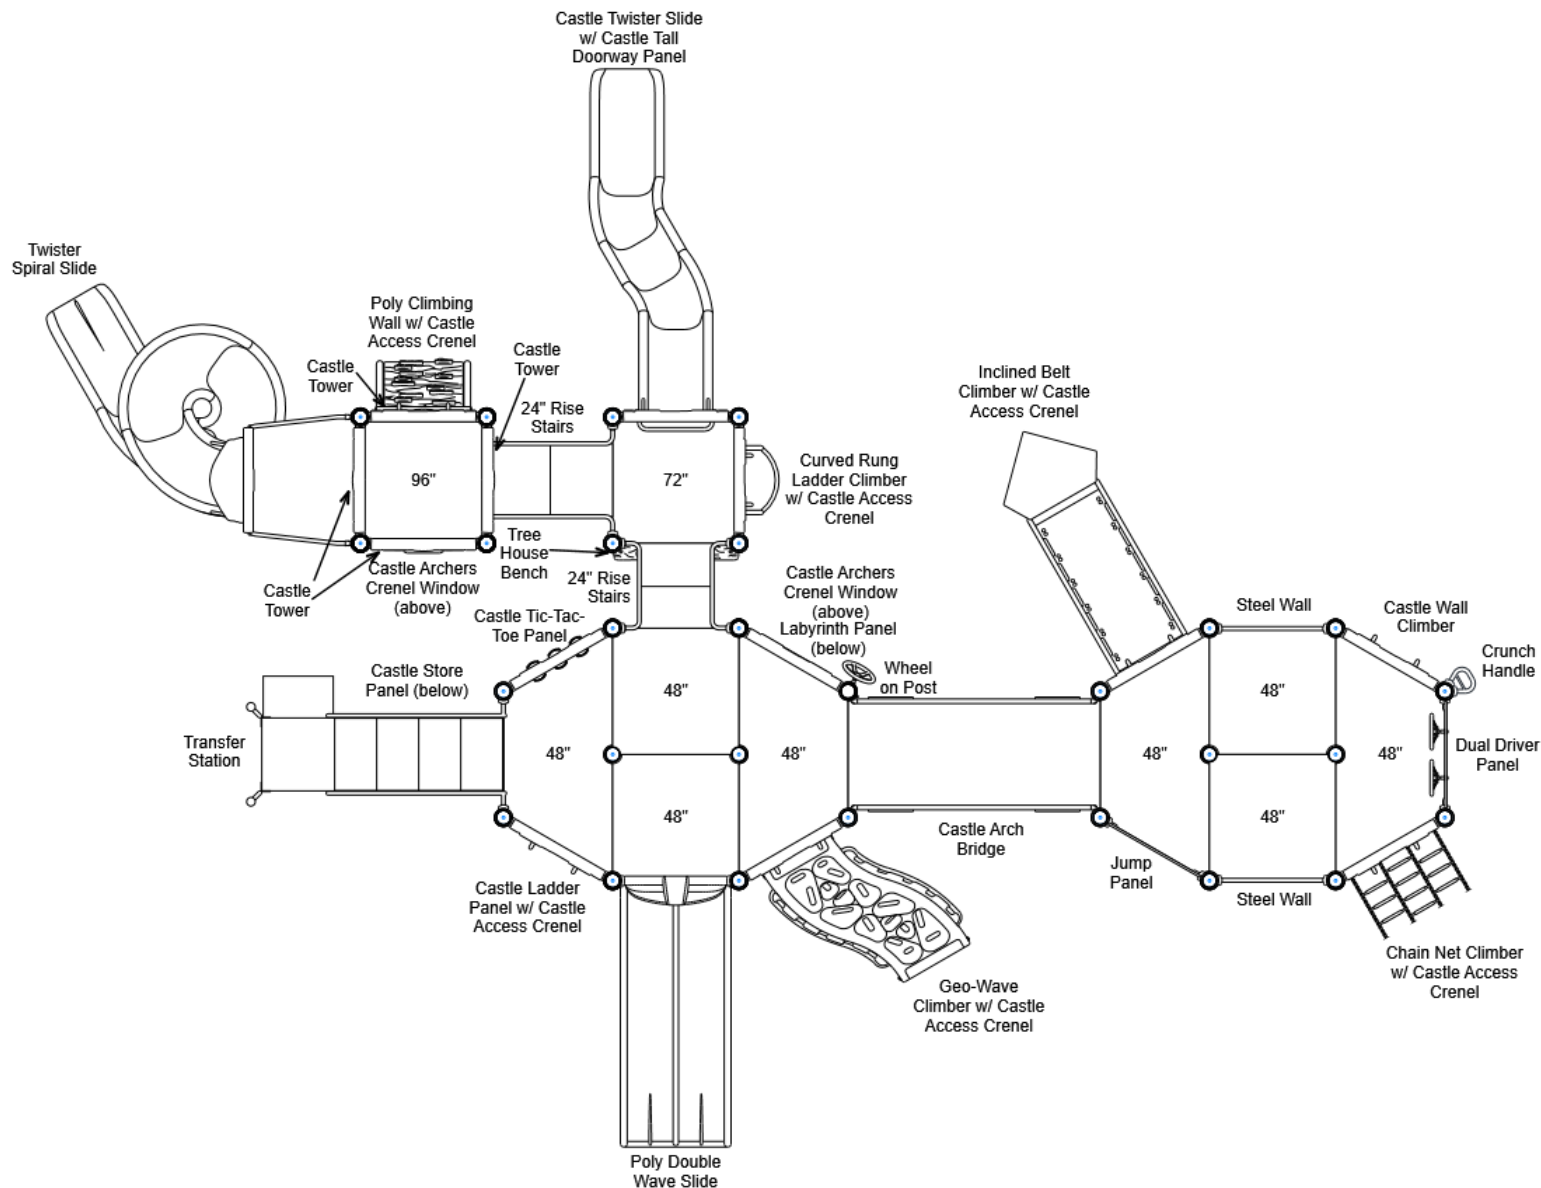 Castle Twister Slide
w/ Castle Tall
Doorway Panel
Twister
Spiral Slide
Poly Climbing
Wall w/ Castle
Access Crenel
Castle
Tower
Castle
Tower
24" Rise
Stairs
Inclined Belt
Climber w/ Castle
Access Crenel
96"
72"
Curved Rung
Ladder Climber
w/ Castle Access
Crenel
Tree
House
Bench
Castle
Tower
Castle Archers
Crenel Window
(above)
24" Rise
Stairs
Castle Archers
Crenel Window
(above)
Labyrinth Panel
(below)
Castle Tic-Tac-
Toe Panel
Steel Wall
Castle Wall
Climber
Crunch
Handle
Castle Store
Panel (below)
Wheel
on Post
48"
48"
Transfer
Station
48"
48"
48"
48"
Dual Driver
Panel
48"
48"
Castle Arch
Bridge
Jump
Panel
Castle Ladder
Panel w/ Castle
Access Crenel
Steel Wall
Chain Net Climber
w/ Castle Access
Crenel
Geo-Wave
Climber w/ Castle
Access Crenel
Poly Double
Wave Slide